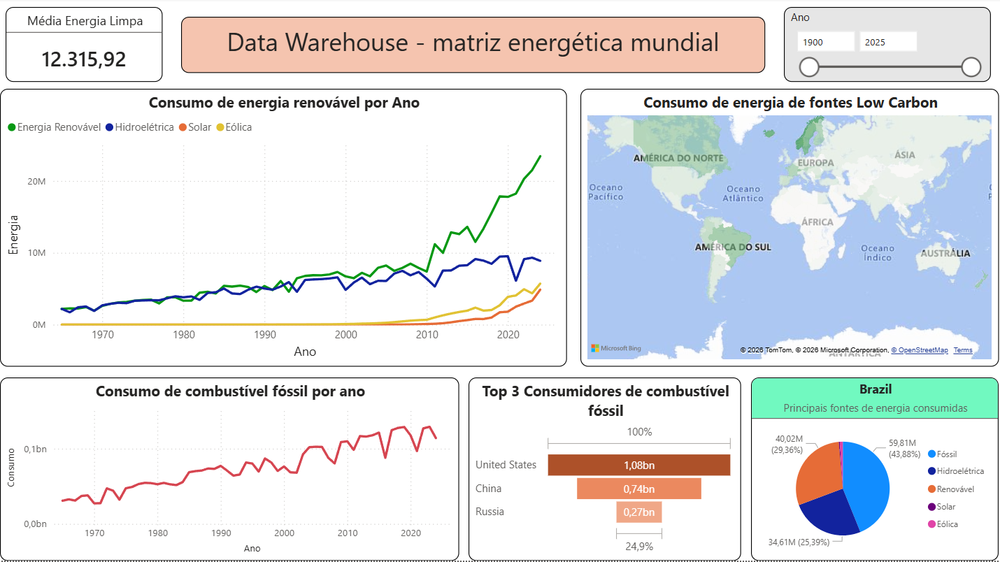 Média Energia Limpa
12.315,92
Data Warehouse - matriz energética mundial
Ano
1900
2025
Consumo de energia renovável por Ano
Energia Renovável
Hidroelétrica
Solar
Eólica
Energia
20M
10M
0M
1970
1980
1990
2000
2010
2020
Ano
Consumo de energia de fontes Low Carbon
AMÉRICA DO NORTE
EUROPA
ÁSIA
Oceano
Pacífico
Oceano
Atlântico
ÁFRICA
AMÉRICA DO SUL
Oceano
Índico
AUSTRÁLIA
Microsoft Bing
© 2026 TomTom, © 2026 Microsoft Corporation, © OpenStreetMap Terms
ANTÁRTICA
Consumo de combustível fóssil por ano
Consumo
0,1bn
0,0bn
1970
1980
1990
2000
2010
2020
Ano
Top 3 Consumidores de combustível
fóssil
100%
United States
1,08bn
China
0,74bn
Russia
0,27bn
24,9%
Brazil
Principais fontes de energia consumidas
40,02M
(29,36%)
59,81M
(43,88%)
34,61M (25,39%)
Fóssil
Hidroelétrica
Renovável
Solar
Eólica